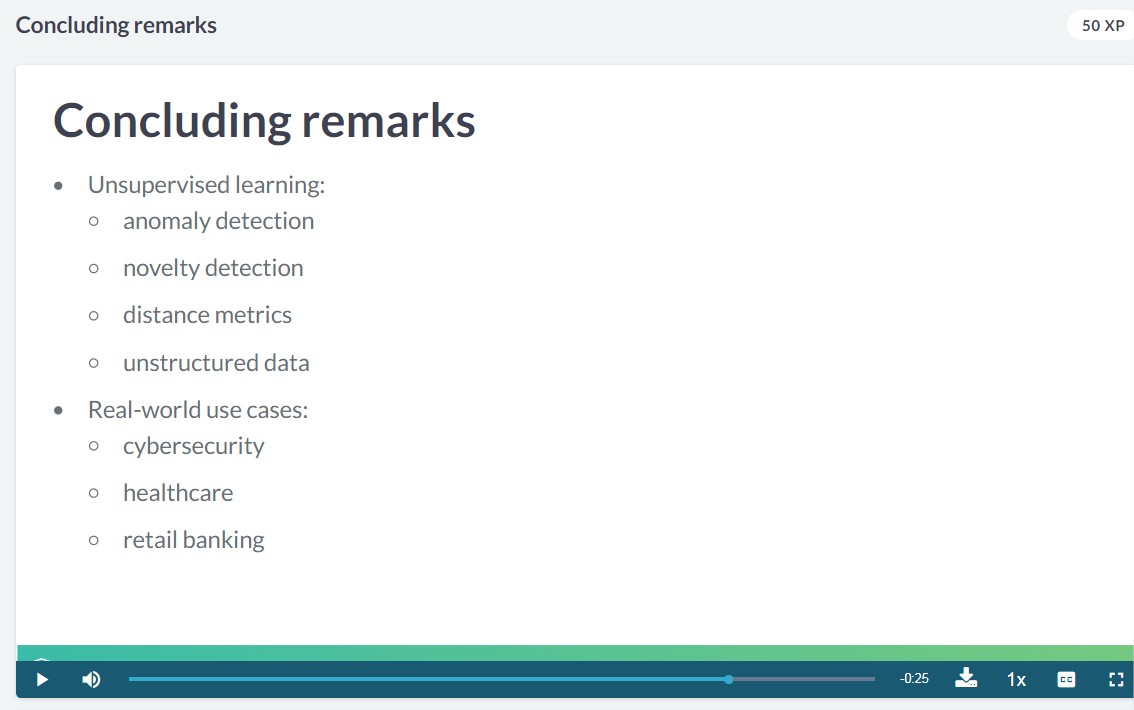 Concluding remarks
50 XP
Concluding remarks
Unsupervised learning:
anomaly detection
novelty detection
distance metrics
unstructured data
Real-world use cases:
cybersecurity
healthcare
retail banking
-0:25
1x
CC